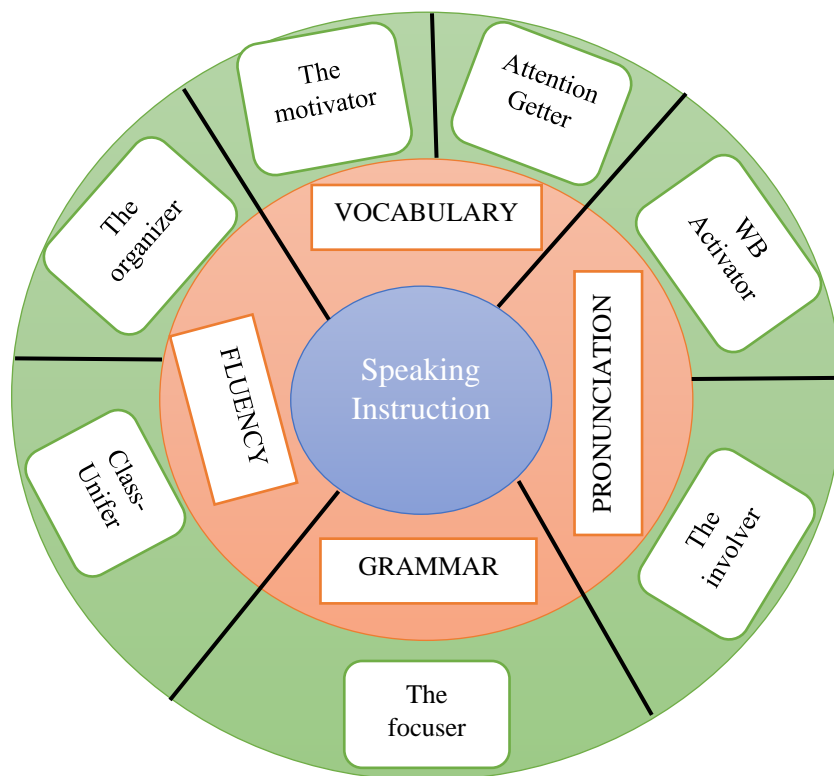 The
motivator
Attention
Getter
The
organizer
WB
Activator
VOCABULARY
FLUENCY
Speaking
Instruction
PRONUNCIATION
Class-
Unifer
The
involver
GRAMMAR
The
focuser